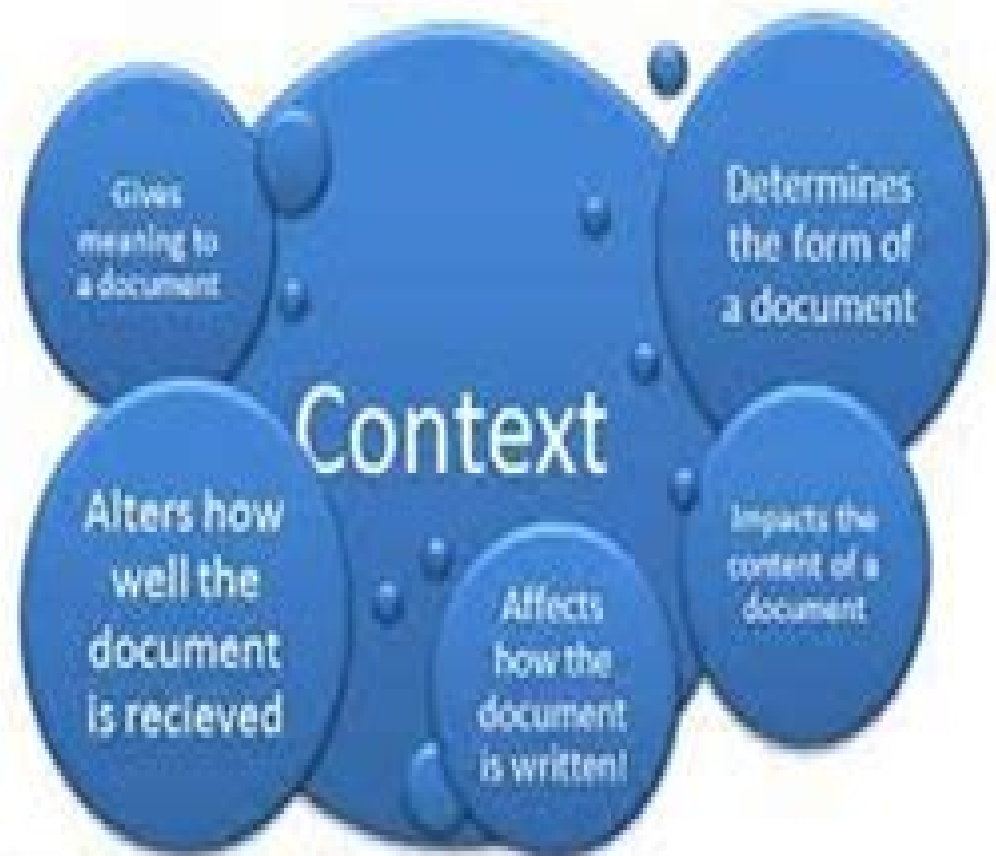 Gives
meaning to
a document
Determines
the form of
a document
Context
Alters how
well the
document
is recieved
Affects
how the
document
is written!
Impacts the
content of a
document